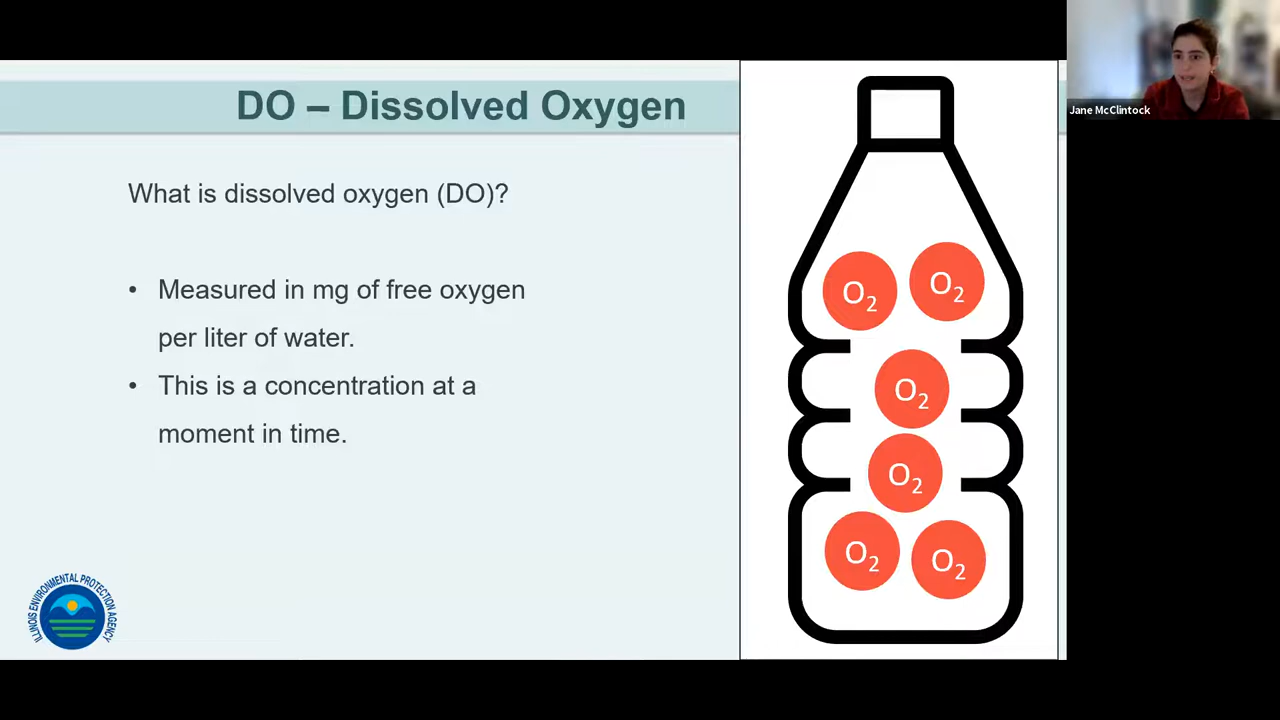 DO – Dissolved Oxygen
What is dissolved oxygen (DO)?
• Measured in mg of free oxygen
per liter of water.
• This is a concentration at a
moment in time.
O2 O2
O2
O2
O2 O2
ILLINOIS ENVIRONMENTAL PROTECTION AGENCY
Jane McClintock